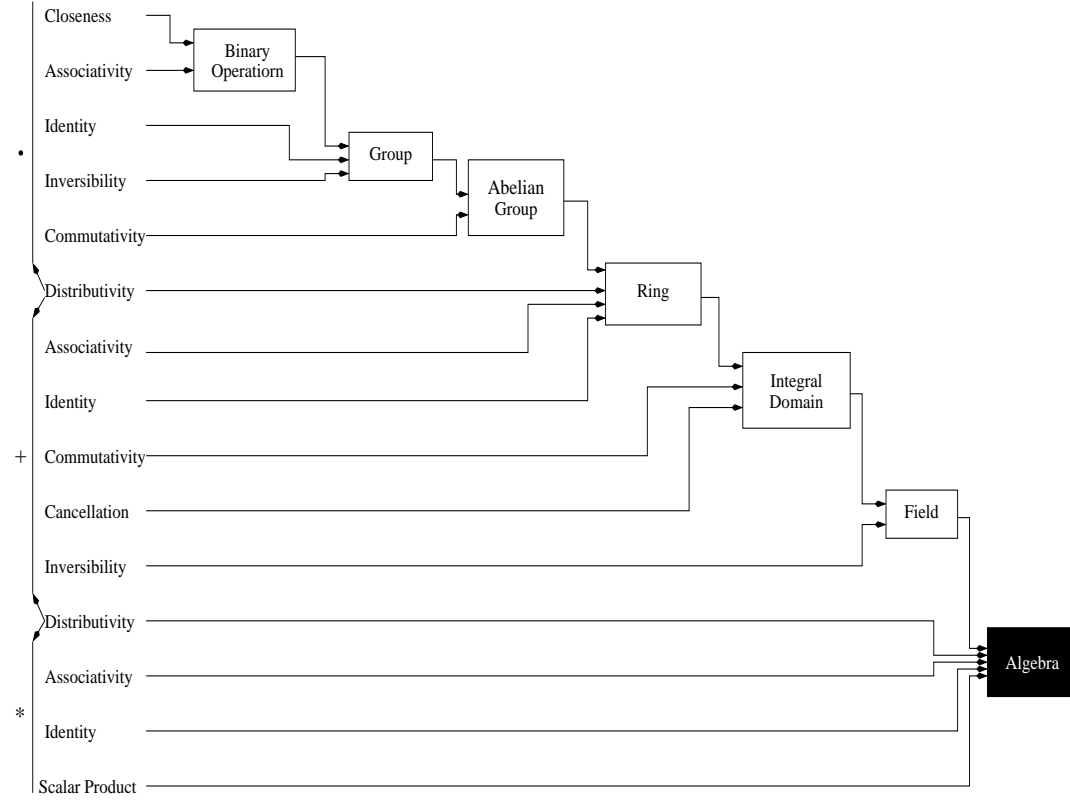 Closeness
Binary
Operatiorn
Associativity
Identity
•
Group
Inversibility
Abelian
Group
Commutativity
Distributivity
Ring
Associativity
Integral
Domain
Identity
+
Commutativity
Cancellation
Field
Inversibility
Distributivity
Algebra
Associativity
*
Identity
Scalar Product